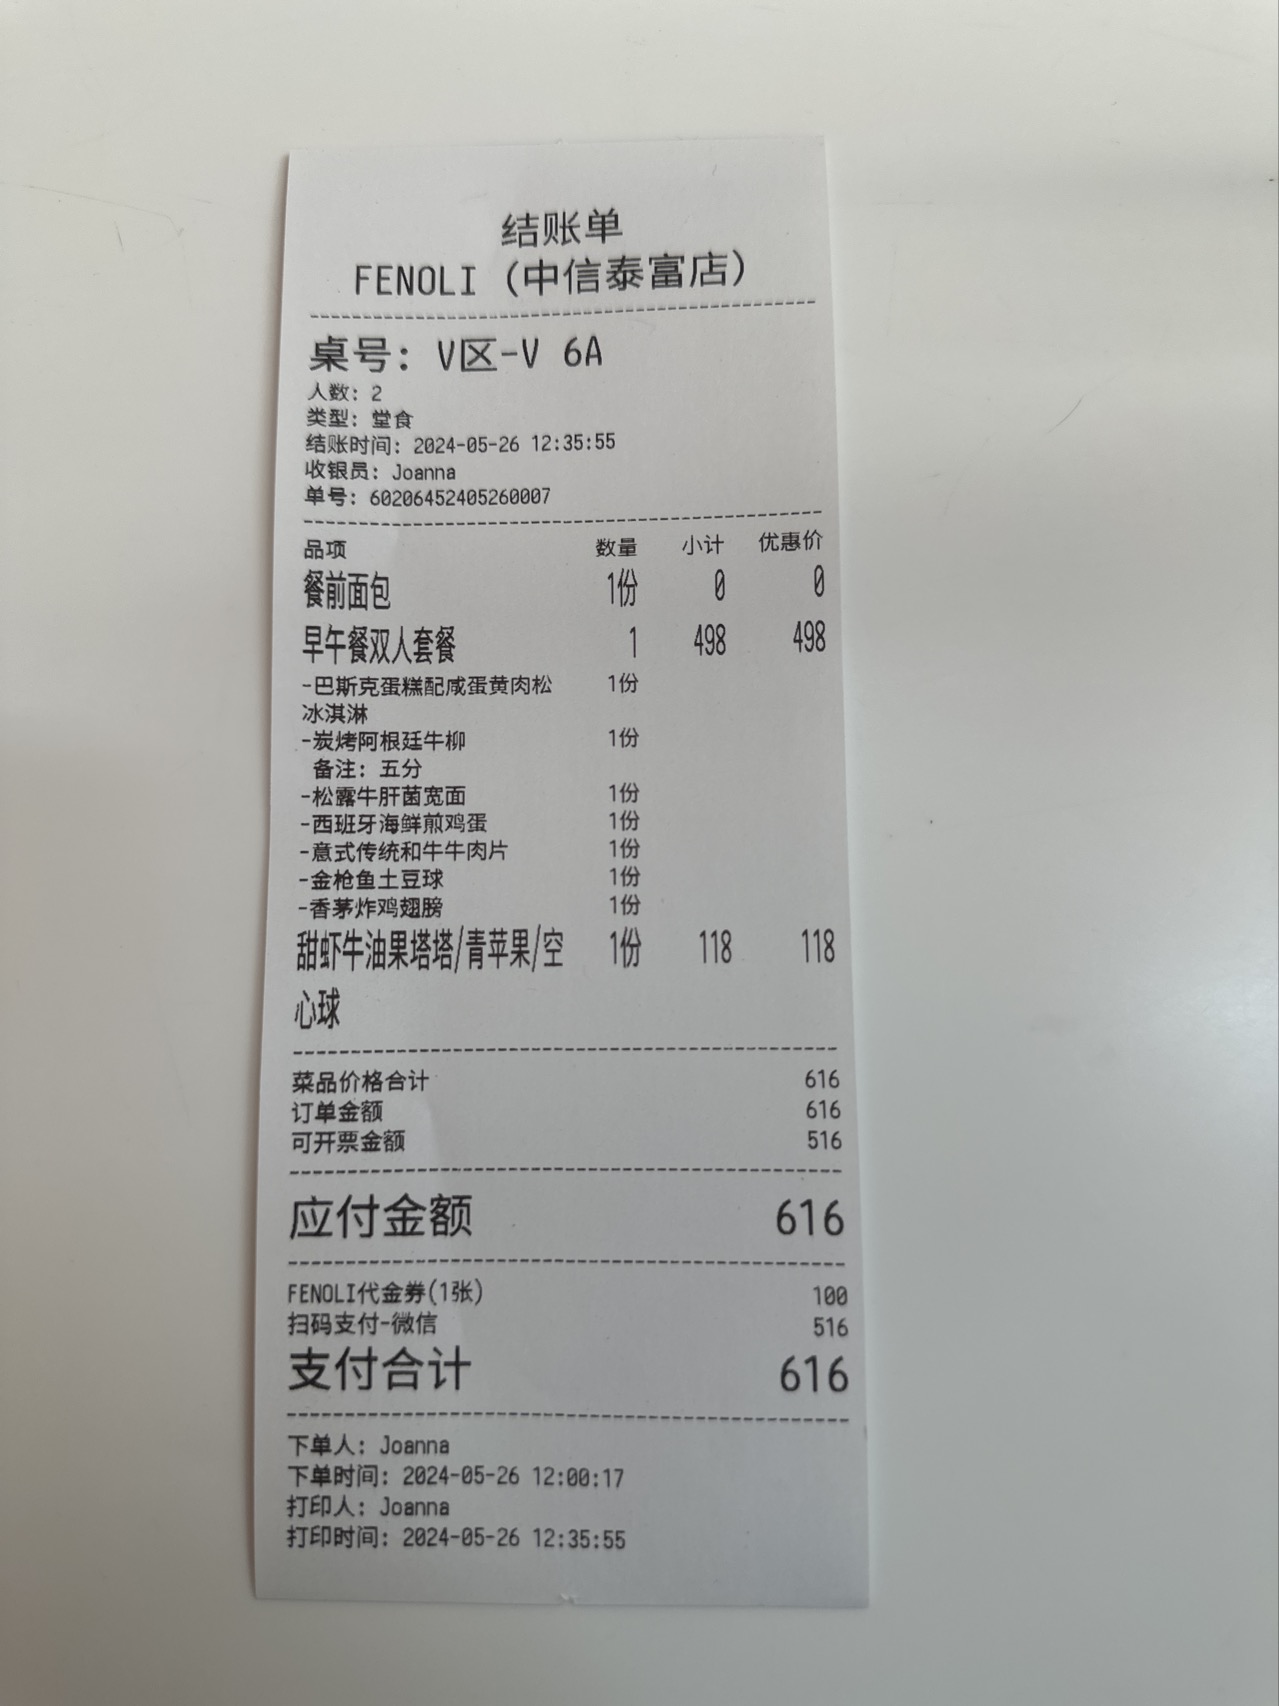 结账单
FENOLI（中信泰富店）
桌号：V区-V 6A
人数：2
类型：堂食
结账时间：2024-05-26 12:35:55
收银员：Joanna
单号：60206452405260007
品项 数量 小计 优惠价
餐前面包 1份 0 0
早午餐双人套餐 1 498 498
-巴斯克蛋糕配咸蛋黄肉松 1份
冰淇淋
-炭烤阿根廷牛柳 1份
备注：五分
-松露牛肝菌宽面 1份
-西班牙海鲜煎鸡蛋 1份
-意式传统和牛牛肉片 1份
-金枪鱼土豆球 1份
-香茅炸鸡翅膀 1份
甜虾牛油果塔塔/青苹果/空 1份 118 118
心球
菜品价格合计 616
订单金额 616
可开票金额 516
应付金额 616
FENOLI代金券(1张) 100
扫码支付-微信 516
支付合计 616
下单人：Joanna
下单时间：2024-05-26 12:00:17
打印人：Joanna
打印时间：2024-05-26 12:35:55